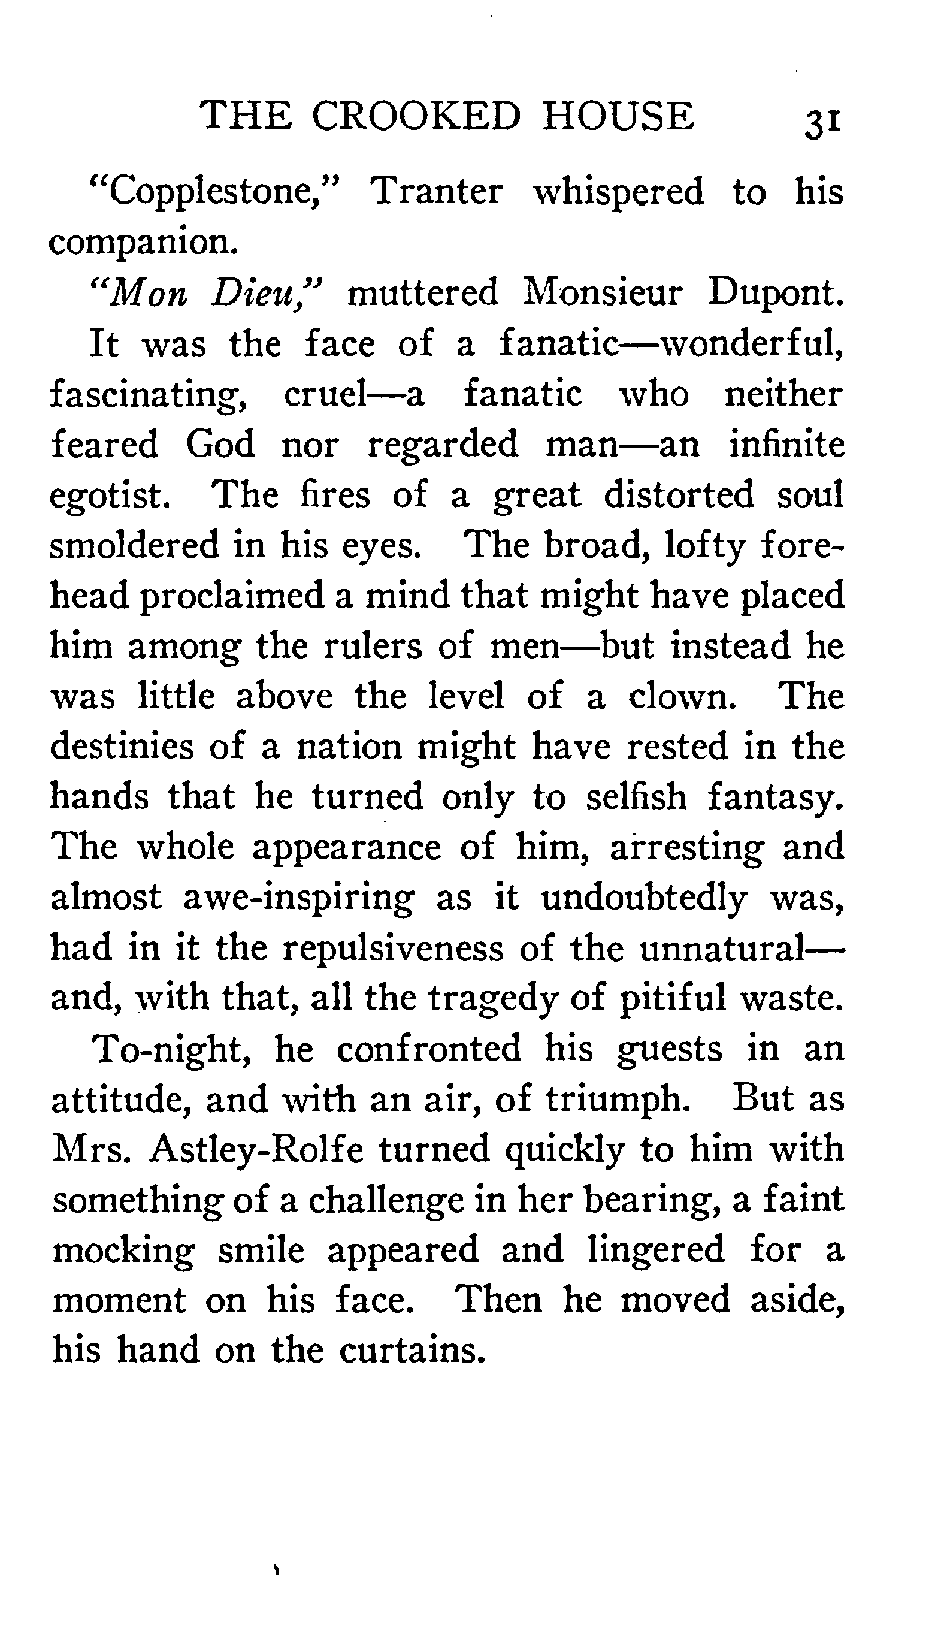 THE CROOKED HOUSE 31
“Copplestone,” Tranter whispered to his
companion.
“Mon Dieu,” muttered Monsieur Dupont.
It was the face of a fanatic—wonderful,
fascinating, cruel—a fanatic who neither
feared God nor regarded man—an infinite
egotist. The fires of a great distorted soul
smoldered in his eyes. The broad, lofty fore-
head proclaimed a mind that might have placed
him among the rulers of men—but instead he
was little above the level of a clown. The
destinies of a nation might have rested in the
hands that he turned only to selfish fantasy.
The whole appearance of him, arresting and
almost awe-inspiring as it undoubtedly was,
had in it the repulsiveness of the unnatural—
and, with that, all the tragedy of pitiful waste.
To-night, he confronted his guests in an
attitude, and with an air, of triumph. But as
Mrs. Astley-Rolfe turned quickly to him with
something of a challenge in her bearing, a faint
mocking smile appeared and lingered for a
moment on his face. Then he moved aside,
his hand on the curtains.